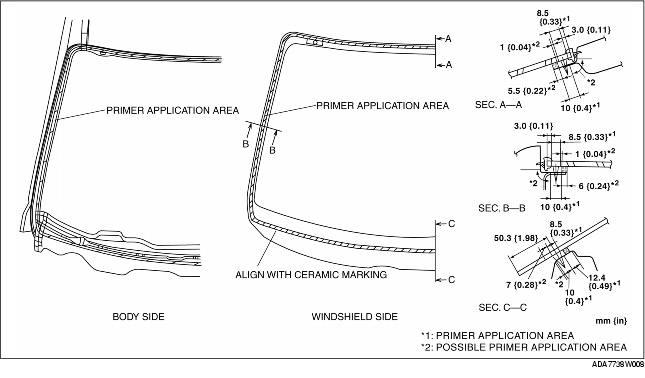 PRIMER APPLICATION AREA
BODY SIDE
A
A
PRIMER APPLICATION AREA
B
B
C
C
ALIGN WITH CERAMIC MARKING
WINDSHIELD SIDE
8.5
{0.33}*1
3.0 {0.11}
1 {0.04}*2
5.5 {0.22}*2
*2
10 {0.4}*1
SEC. A—A
3.0 {0.11}
8.5 {0.33}*1
1 {0.04}*2
*2
6 {0.24}*2
10 {0.4}*1
SEC. B—B
8.5
{0.33}*1
50.3 {1.98}
7 {0.28}*2
*2
10
{0.4}*1
12.4
{0.49}*1
SEC. C—C
mm {in}
*1: PRIMER APPLICATION AREA
*2: POSSIBLE PRIMER APPLICATION AREA
ADA7739W009